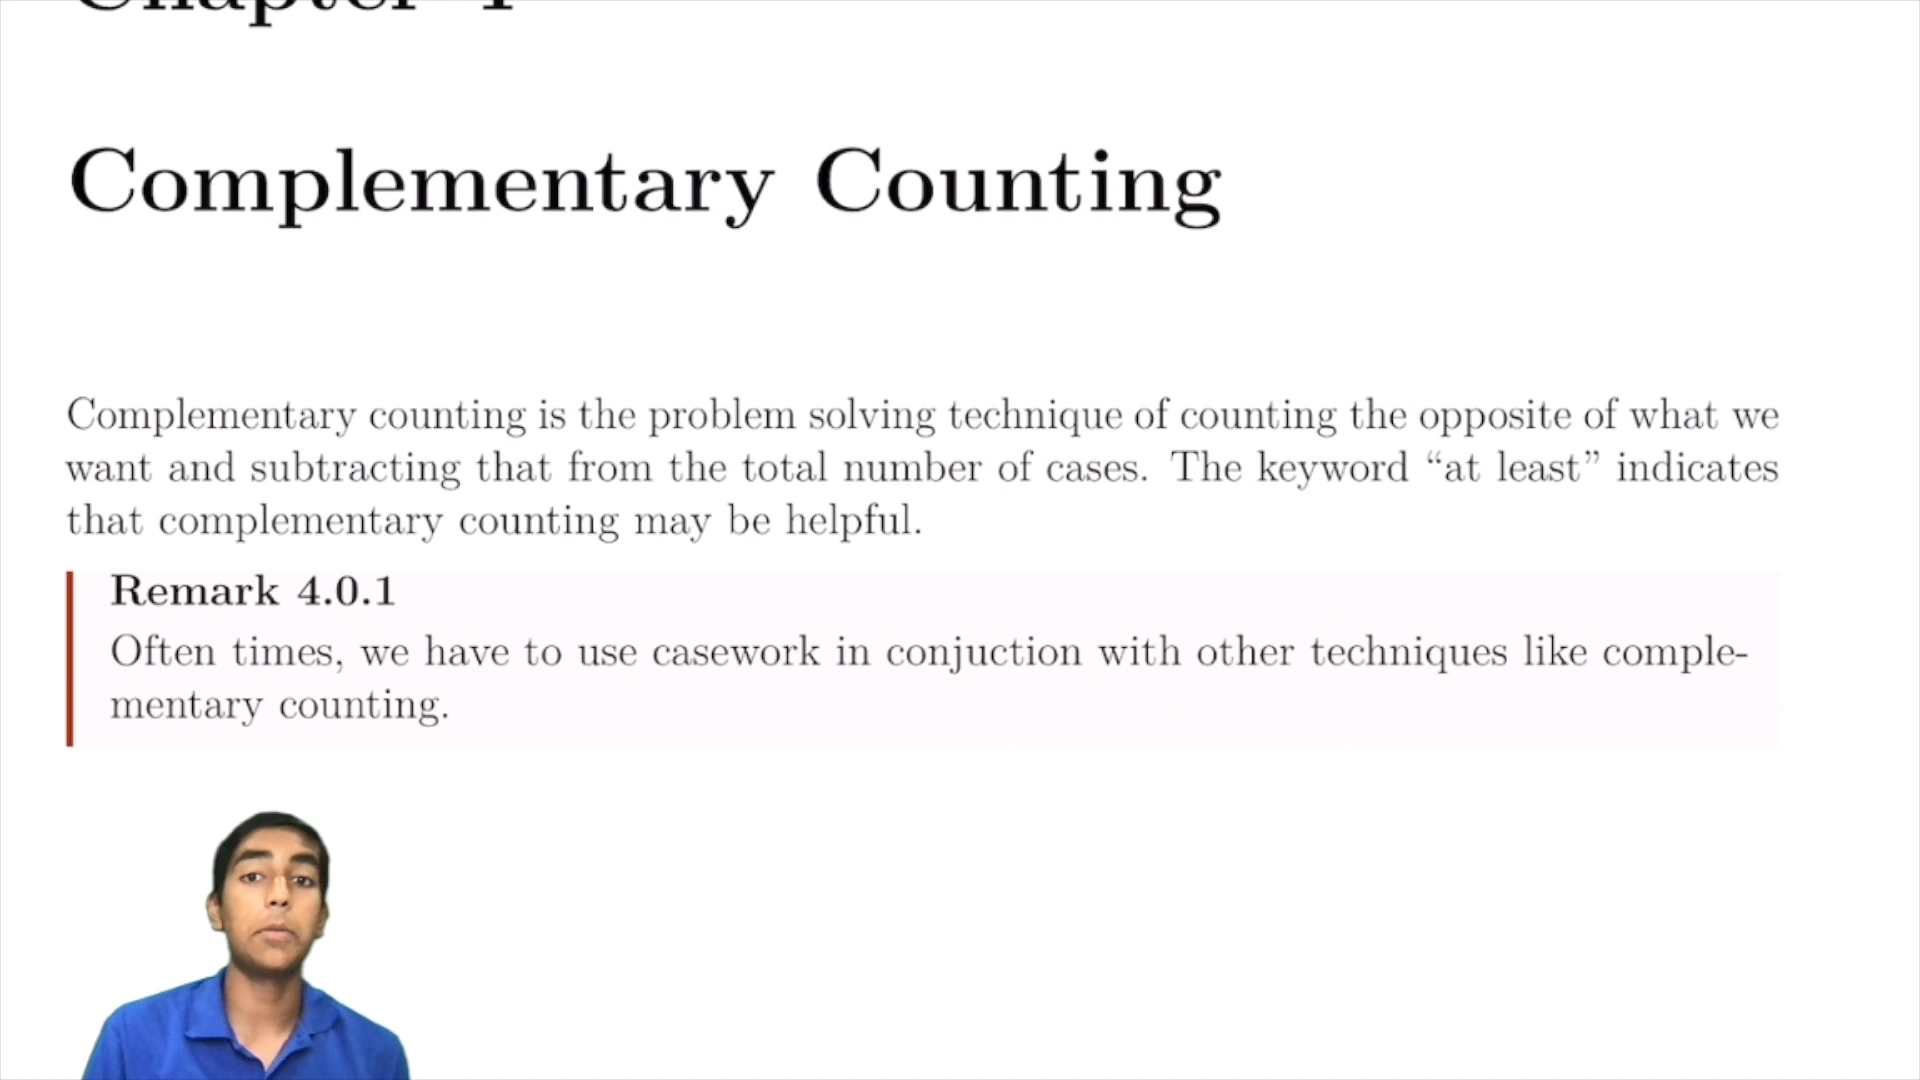 Chapter 4
Complementary Counting
Complementary counting is the problem solving technique of counting the opposite of what we
want and subtracting that from the total number of cases. The keyword “at least” indicates
that complementary counting may be helpful.
Remark 4.0.1
Often times, we have to use casework in conjuction with other techniques like comple-
mentary counting.